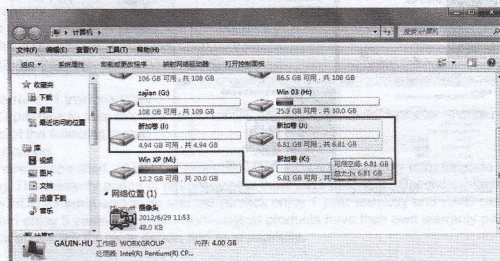 计算机
搜索 计算机
文件(F) 编辑(E) 查看(V) 工具(T) 帮助(H)
组织 系统属性 卸载或更改程序 映射网络驱动器 打开控制面板
收藏夹
下载
桌面
最近访问的位置
库
视频
图片
文档
迅雷下载
音乐
106 GB 可用，共 108 GB
86.5 GB 可用，共 108 GB
zajian (G:)
108 GB 可用，共 109 GB
Win 03 (H:)
25.3 GB 可用，共 30.0 GB
新加卷 (I:)
4.94 GB 可用，共 4.94 GB
新加卷 (J:)
6.81 GB 可用，共 6.81 GB
Win XP (M:)
12.2 GB 可用，共 20.0 GB
新加卷 (K:)
6.81 GB 可用，共
可用空间: 6.81 GB
总大小: 6.81 GB
网络位置 (1)
摄像头
2012/6/29 11:53
48.0 KB
GAUIN-HU 工作组: WORKGROUP 内存: 4.00 GB
处理器: Intel(R) Pentium(R) CP...